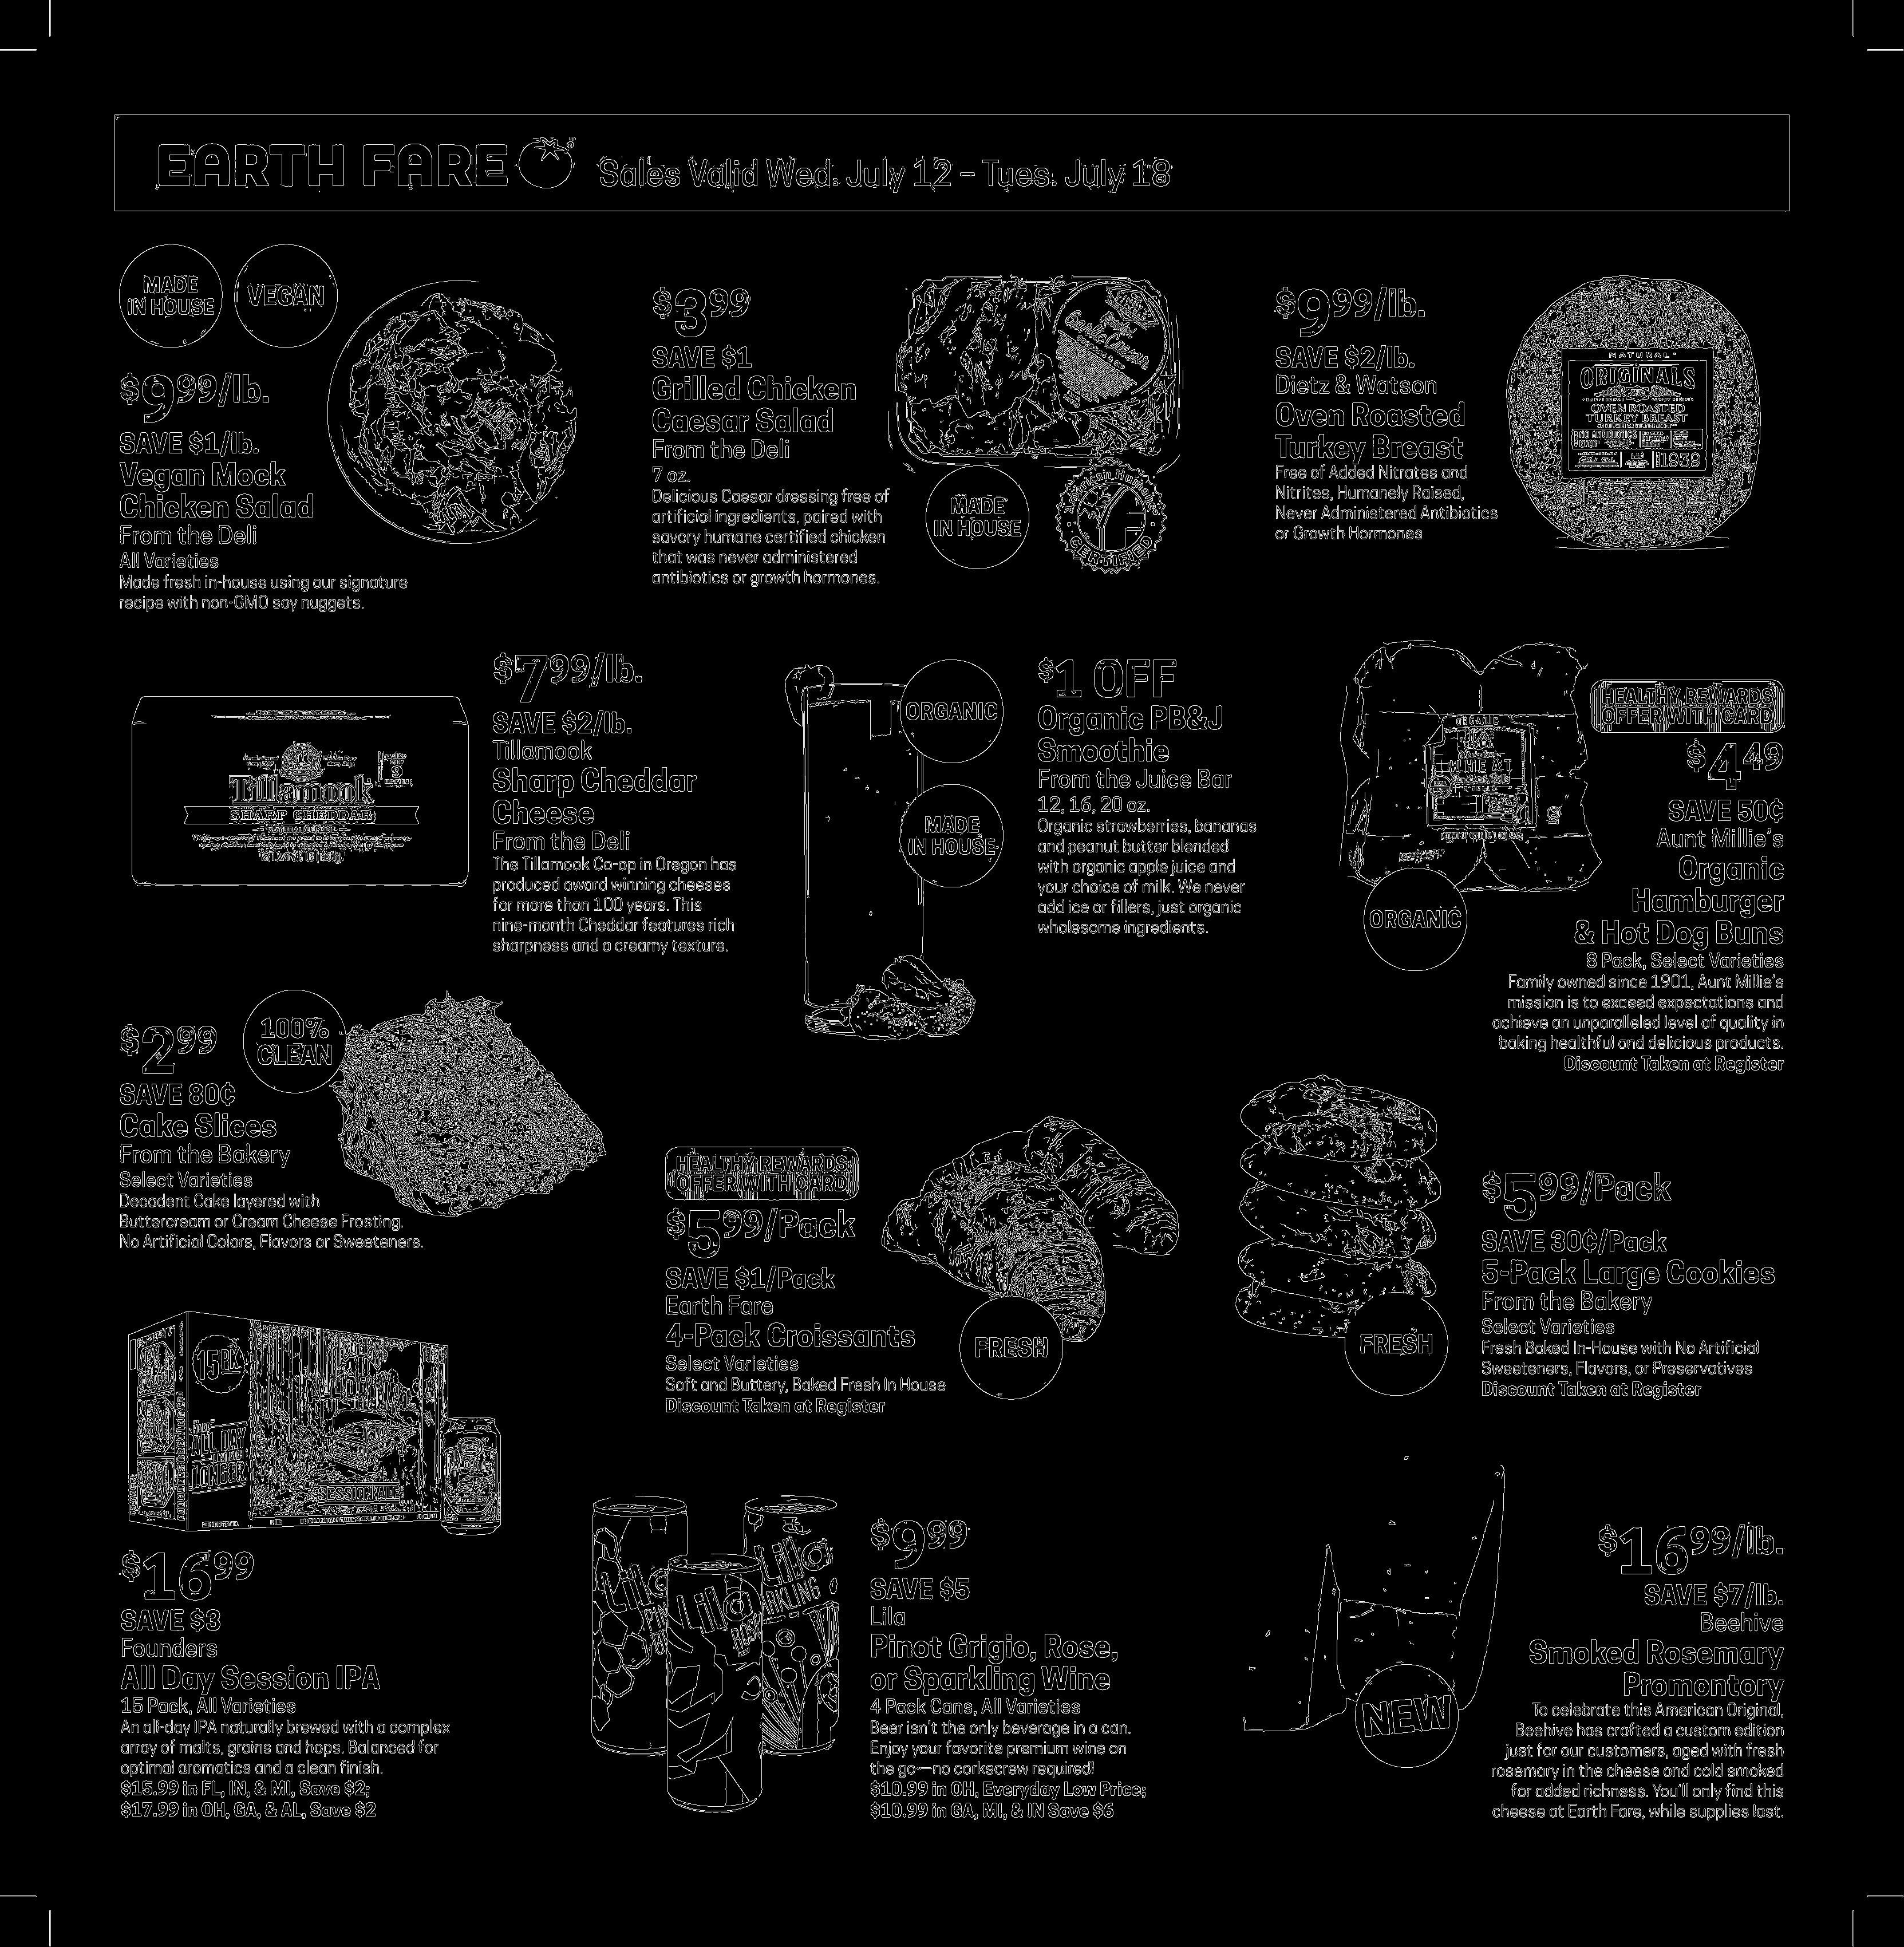 EARTH FARE
Sales Valid Wed. July 12 – Tues. July 18
MADE
IN HOUSE
VEGAN
$9.99/lb.
SAVE $1/lb.
Vegan Mock
Chicken Salad
From the Deli
All Varieties
Made fresh in-house using our signature
recipe with non-GMO soy nuggets.
$3.99
SAVE $1
Grilled Chicken
Caesar Salad
From the Deli
7 oz.
Delicious Caesar dressing free of
artificial ingredients, paired with
savory humane certified chicken
that was never administered
antibiotics or growth hormones.
Garlic Caesar
MADE
IN HOUSE
American Humane
CERTIFIED
$9.99/lb.
SAVE $2/lb.
Dietz & Watson
Oven Roasted
Turkey Breast
Free of Added Nitrates and
Nitrites, Humanely Raised,
Never Administered Antibiotics
or Growth Hormones
NATURAL
ORIGINALS
OVEN ROASTED
TURKEY BREAST
NO ANTIBIOTICS
1939
Tillamook
SHARP CHEDDAR
$7.99/lb.
SAVE $2/lb.
Tillamook
Sharp Cheddar
Cheese
From the Deli
The Tillamook Co-op in Oregon has
produced award winning cheeses
for more than 100 years. This
nine-month Cheddar features rich
sharpness and a creamy texture.
ORGANIC
MADE
IN HOUSE
$1 OFF
Organic PB&J
Smoothie
From the Juice Bar
12, 16, 20 oz.
Organic strawberries, bananas
and peanut butter blended
with organic apple juice and
your choice of milk. We never
add ice or fillers, just organic
wholesome ingredients.
ORGANIC
WHEAT
ORGANIC
HEALTHY REWARDS
OFFER WITH CARD
$4.49
SAVE 50¢
Aunt Millie's
Organic
Hamburger
& Hot Dog Buns
8 Pack, Select Varieties
Family owned since 1901, Aunt Millie's
mission is to exceed expectations and
achieve an unparalleled level of quality in
baking healthful and delicious products.
Discount Taken at Register
$2.99
100%
CLEAN
SAVE 80¢
Cake Slices
From the Bakery
Select Varieties
Decadent Cake layered with
Buttercream or Cream Cheese Frosting.
No Artificial Colors, Flavors or Sweeteners.
HEALTHY REWARDS
OFFER WITH CARD
$5.99/Pack
SAVE $1/Pack
Earth Fare
4-Pack Croissants
Select Varieties
Soft and Buttery, Baked Fresh In House
Discount Taken at Register
FRESH
FRESH
$5.99/Pack
SAVE 30¢/Pack
5-Pack Large Cookies
From the Bakery
Select Varieties
Fresh Baked In-House with No Artificial
Sweeteners, Flavors, or Preservatives
Discount Taken at Register
15PK
ALL DAY
LONGER
SESSION ALE
$16.99
SAVE $3
Founders
All Day Session IPA
15 Pack, All Varieties
An all-day IPA naturally brewed with a complex
array of malts, grains and hops. Balanced for
optimal aromatics and a clean finish.
$15.99 in FL, IN, & MI, Save $2;
$17.99 in OH, GA, & AL, Save $2
Lila
Lila
ROSÉ
Lila
SPARKLING
$9.99
SAVE $5
Lila
Pinot Grigio, Rose,
or Sparkling Wine
4 Pack Cans, All Varieties
Beer isn't the only beverage in a can.
Enjoy your favorite premium wine on
the go—no corkscrew required!
$10.99 in OH, Everyday Low Price;
$10.99 in GA, MI, & IN Save $6
NEW
$16.99/lb.
SAVE $7/lb.
Beehive
Smoked Rosemary
Promontory
To celebrate this American Original,
Beehive has crafted a custom edition
just for our customers, aged with fresh
rosemary in the cheese and cold smoked
for added richness. You'll only find this
cheese at Earth Fare, while supplies last.